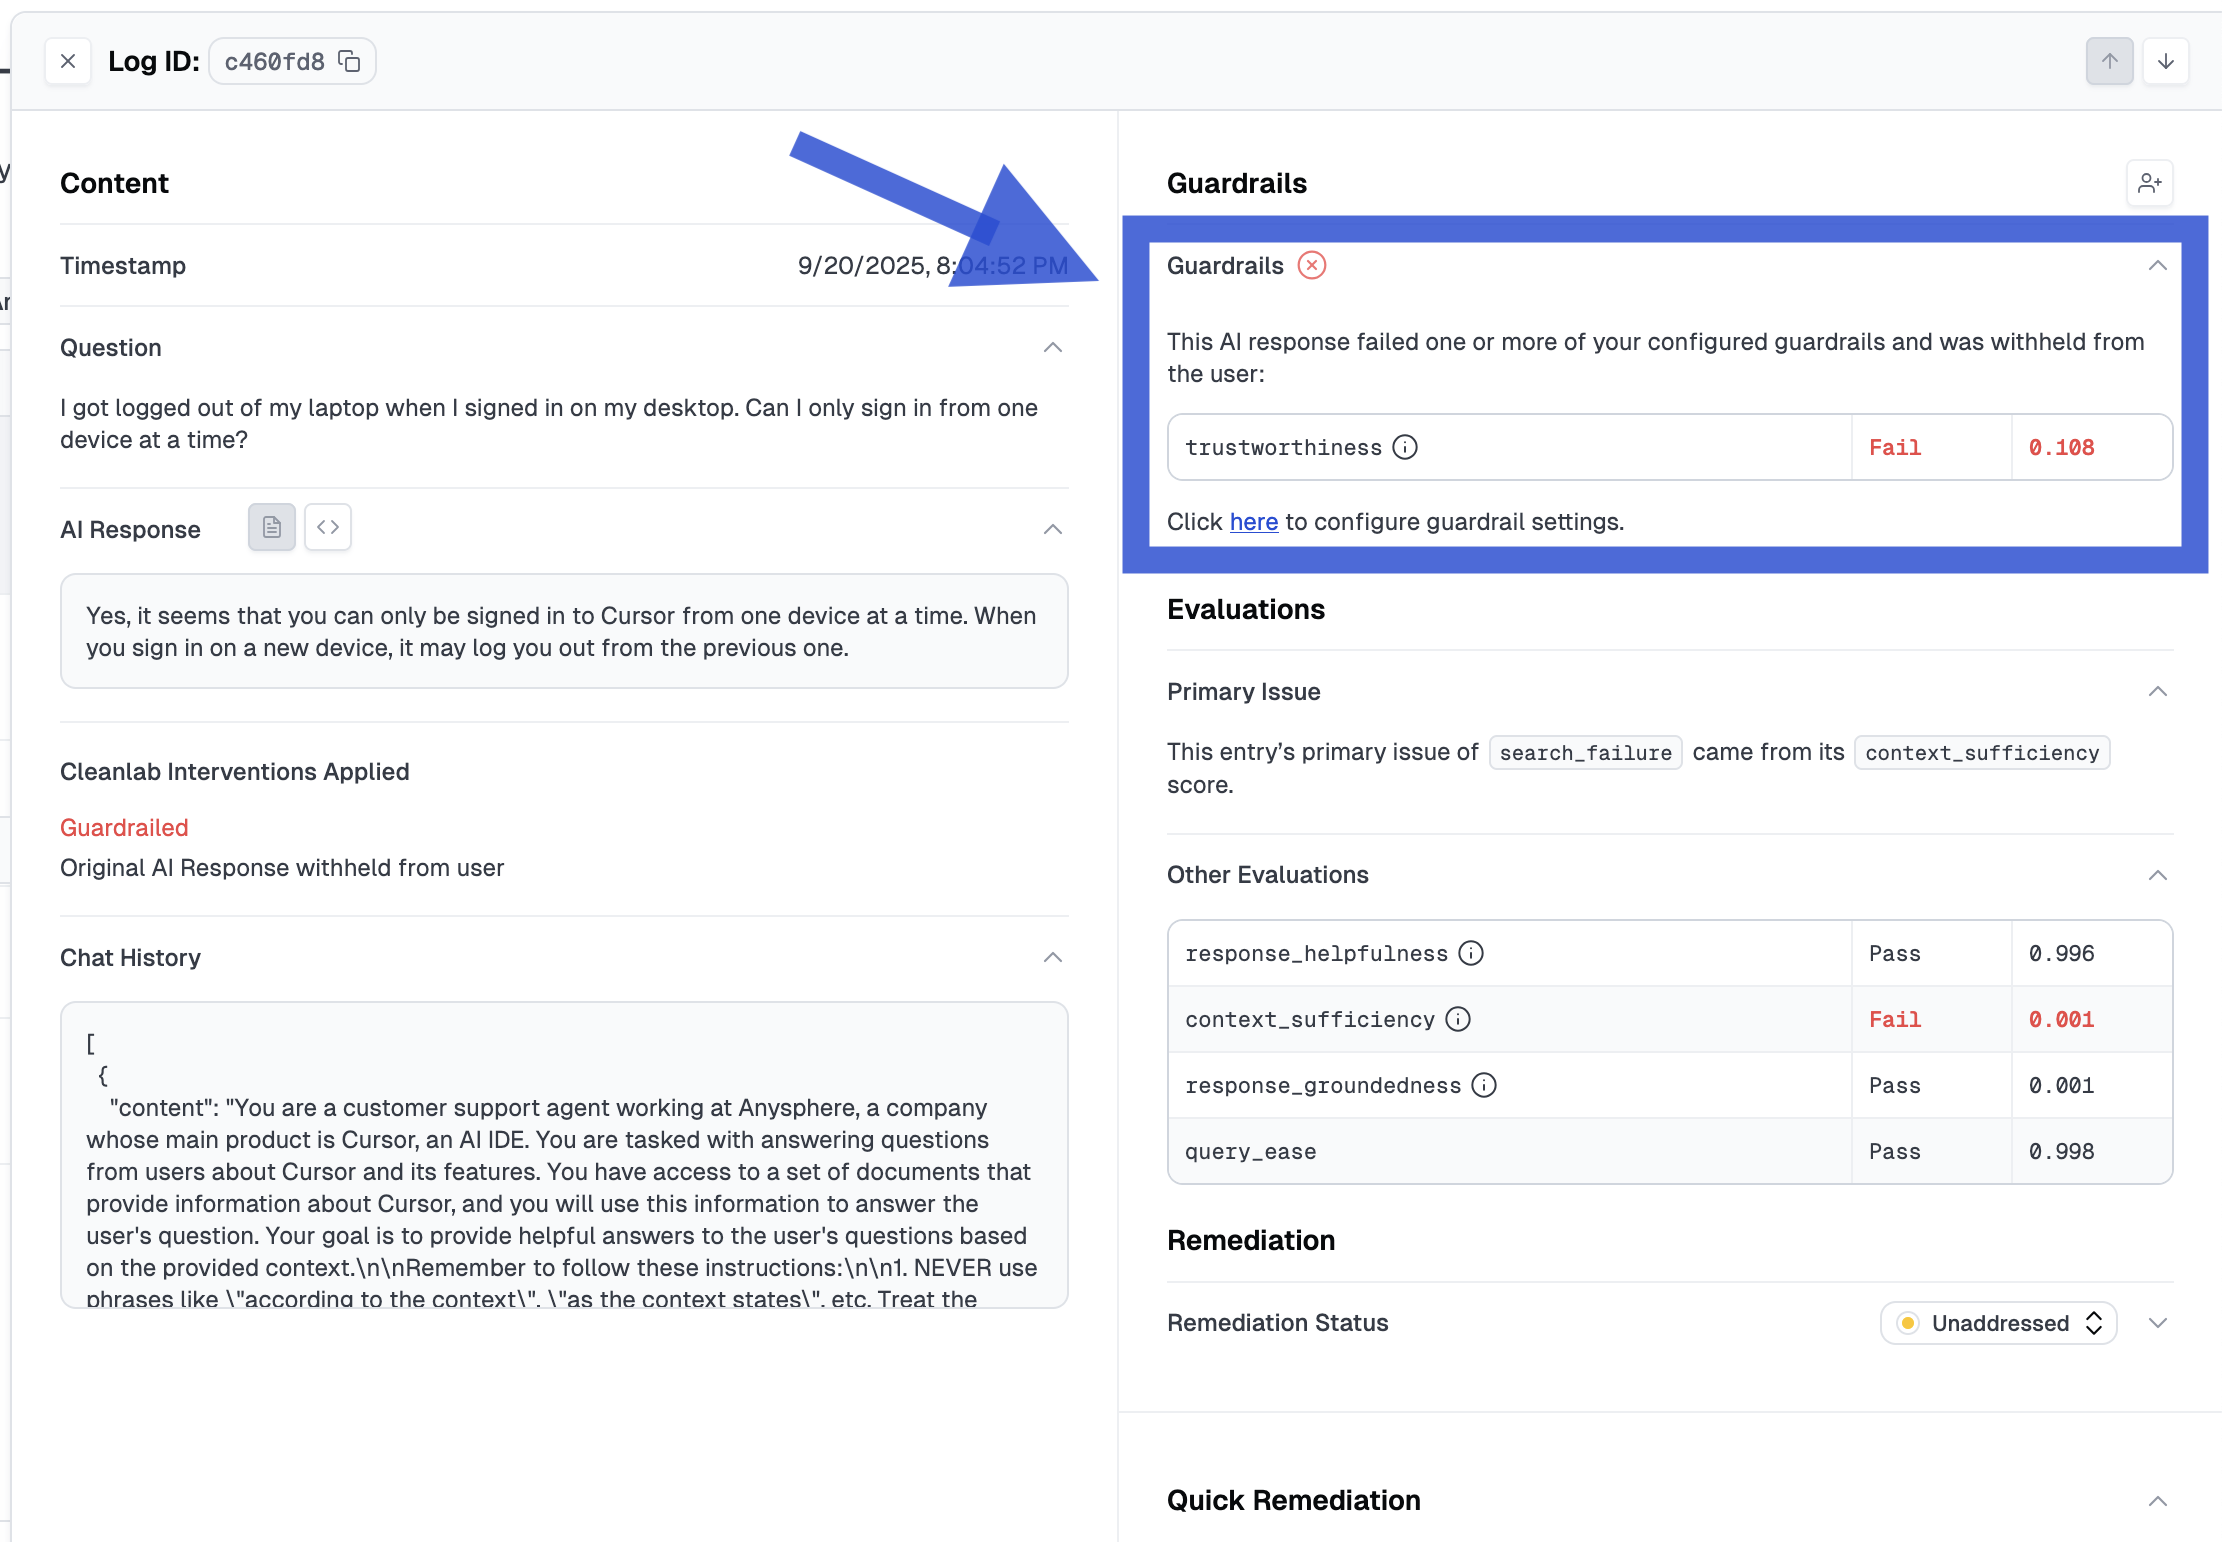 Log ID: c460fd8
Content
Timestamp 9/20/2025, 8:04:52 PM
Question
I got logged out of my laptop when I signed in on my desktop. Can I only sign in from one
device at a time?
AI Response
Yes, it seems that you can only be signed in to Cursor from one device at a time. When
you sign in on a new device, it may log you out from the previous one.
Cleanlab Interventions Applied
Guardrailed
Original AI Response withheld from user
Chat History
[
{
"content": "You are a customer support agent working at Anysphere, a company
whose main product is Cursor, an AI IDE. You are tasked with answering questions
from users about Cursor and its features. You have access to a set of documents that
provide information about Cursor, and you will use this information to answer the
user's question. Your goal is to provide helpful answers to the user's questions based
on the provided context.\n\nRemember to follow these instructions:\n\n1. NEVER use
phrases like \"according to the context\", \"as the context states\", etc. Treat the
Guardrails
Guardrails
This AI response failed one or more of your configured guardrails and was withheld from
the user:
trustworthiness Fail 0.108
Click here to configure guardrail settings.
Evaluations
Primary Issue
This entry’s primary issue of search_failure came from its context_sufficiency
score.
Other Evaluations
response_helpfulness Pass 0.996
context_sufficiency Fail 0.001
response_groundedness Pass 0.001
query_ease Pass 0.998
Remediation
Remediation Status Unaddressed
Quick Remediation